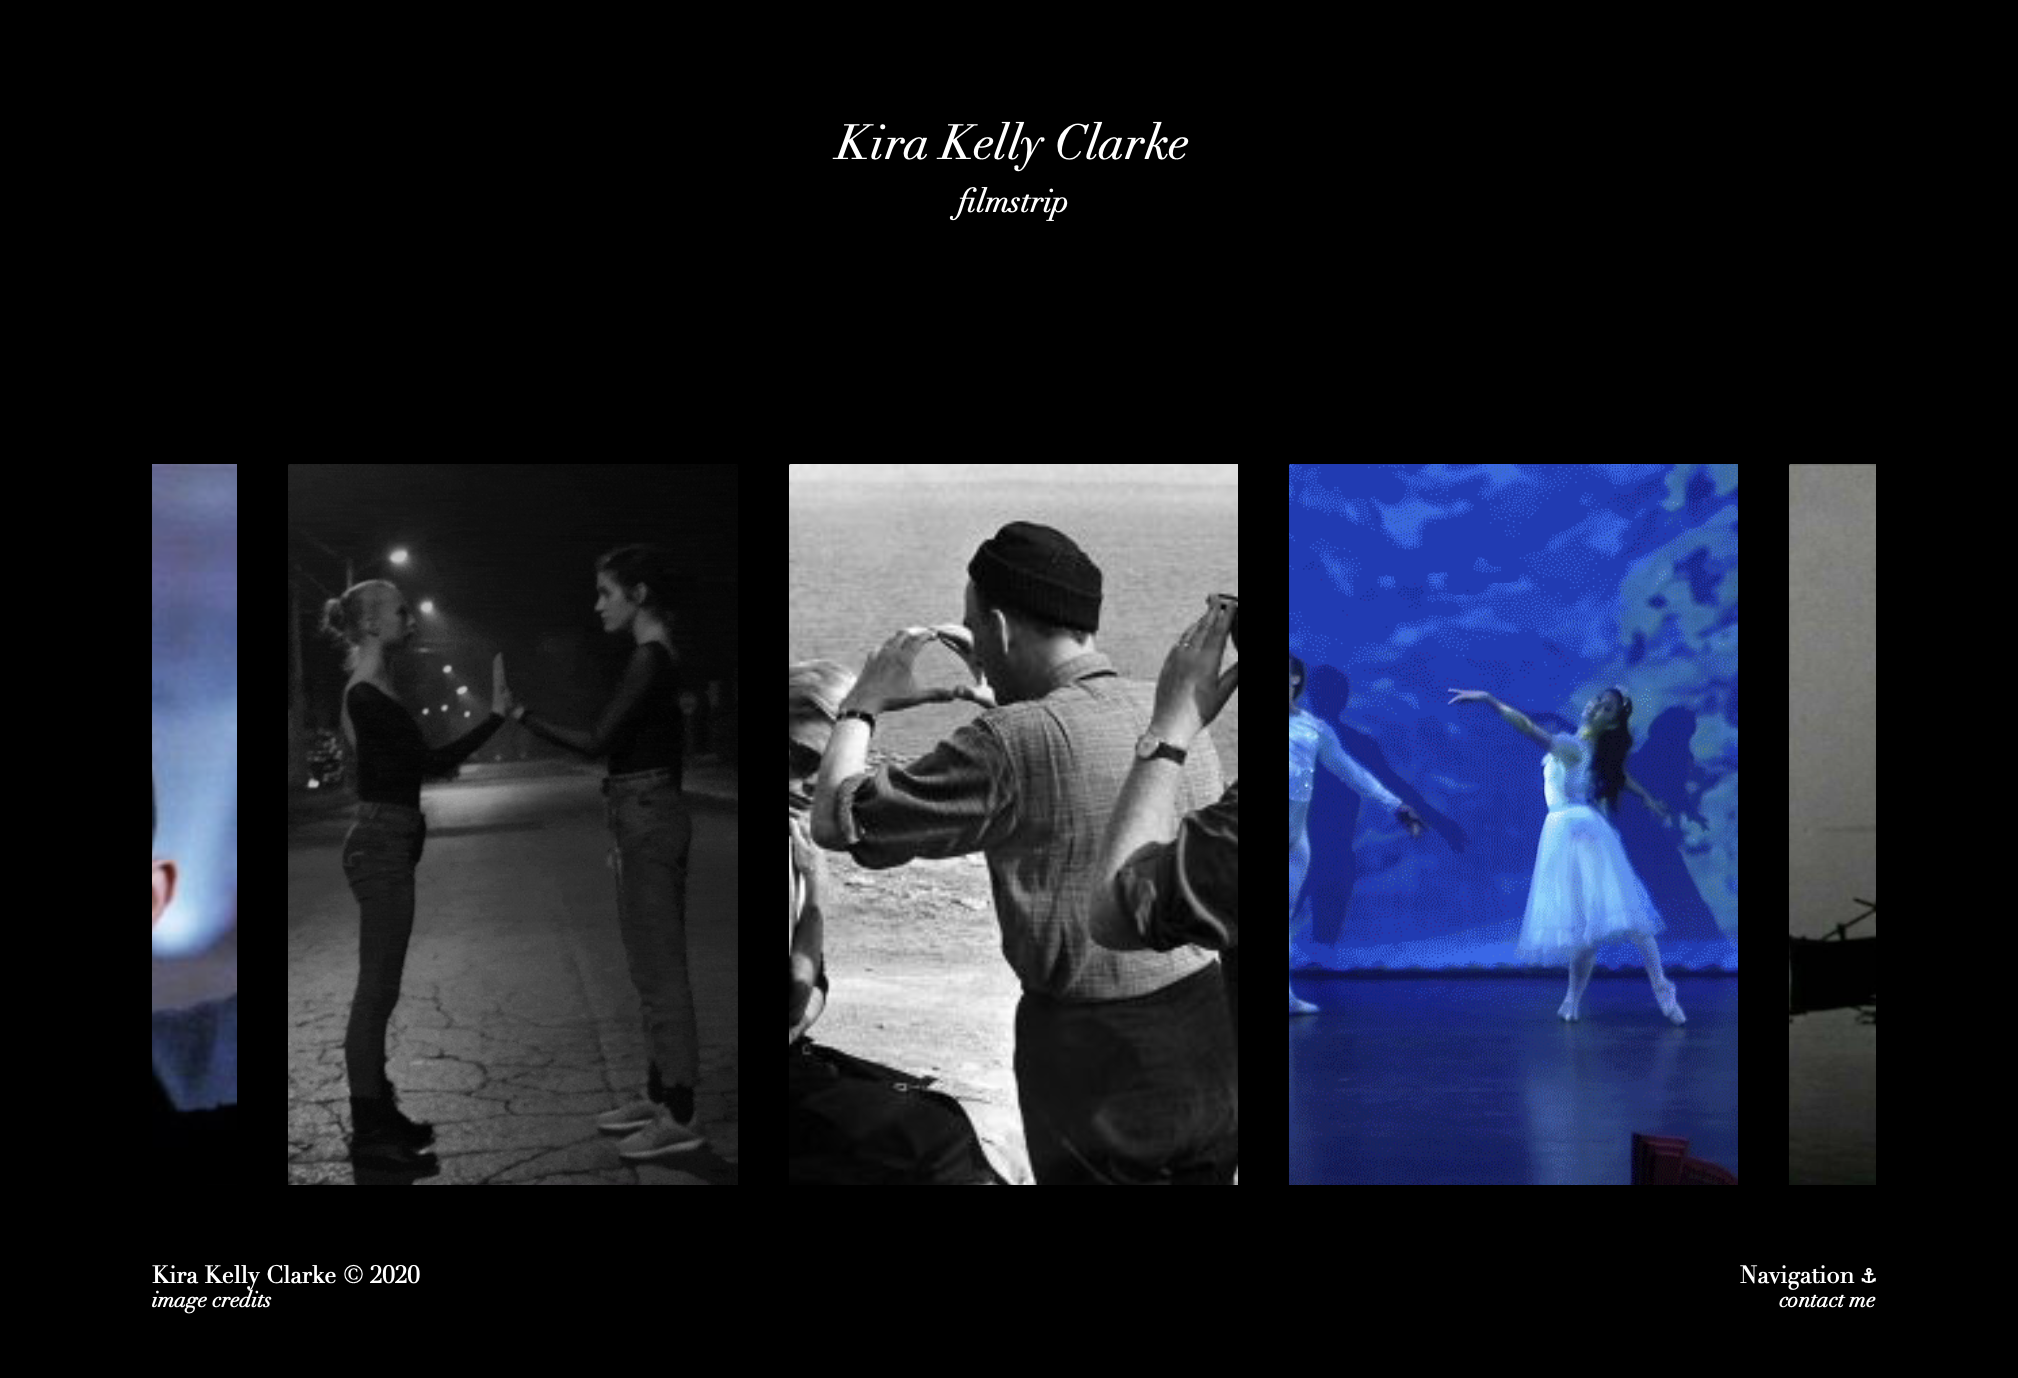 Kira Kelly Clarke
filmstrip
Kira Kelly Clarke © 2020
image credits
Navigation ⚓
contact me